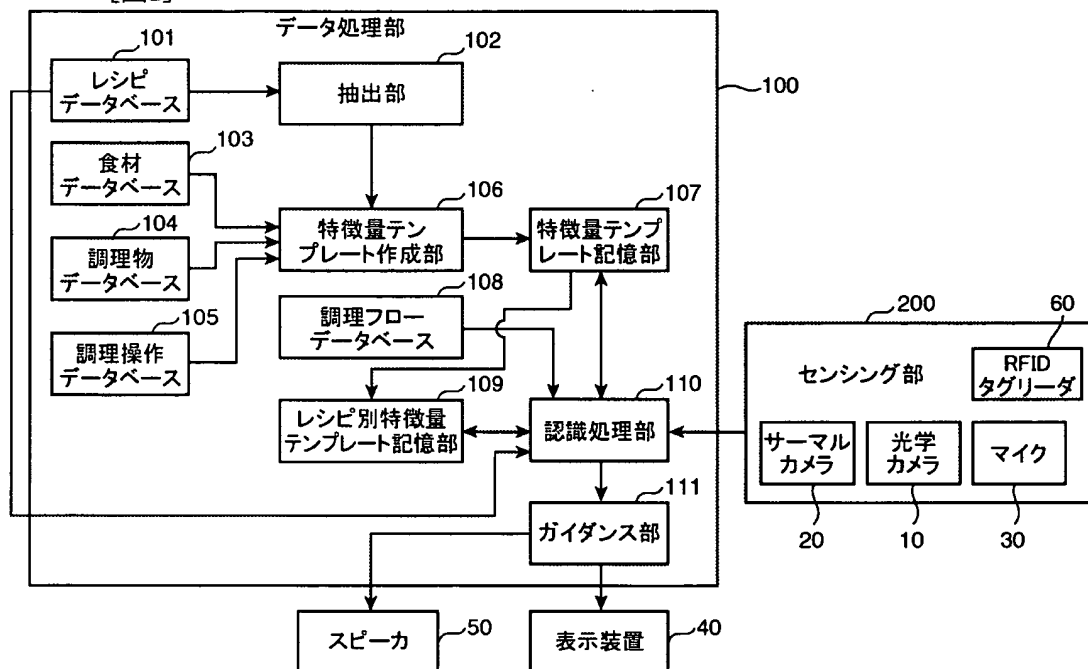 データ処理部
101
102
レシピ
データベース
抽出部
100
103
食材
データベース
106
107
特徴量テン
プレート作成部
特徴量テンプ
レート記憶部
104
調理物
データベース
108
調理フロー
データベース
105
調理操作
データベース
200
60
センシング部
RFID
タグリーダ
109
110
レシピ別特徴量
テンプレート記憶部
認識処理部
サーマル
カメラ
光学
カメラ
マイク
111
ガイダンス部
20
10
30
スピーカ
50
表示装置
40